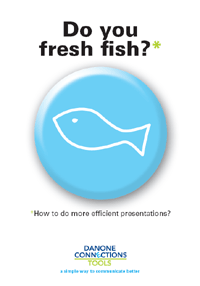 Do you
fresh fish?*
*How to do more efficient presentations?
DANONE
CONNECTIONS
TOOLS
a simple way to communicate better